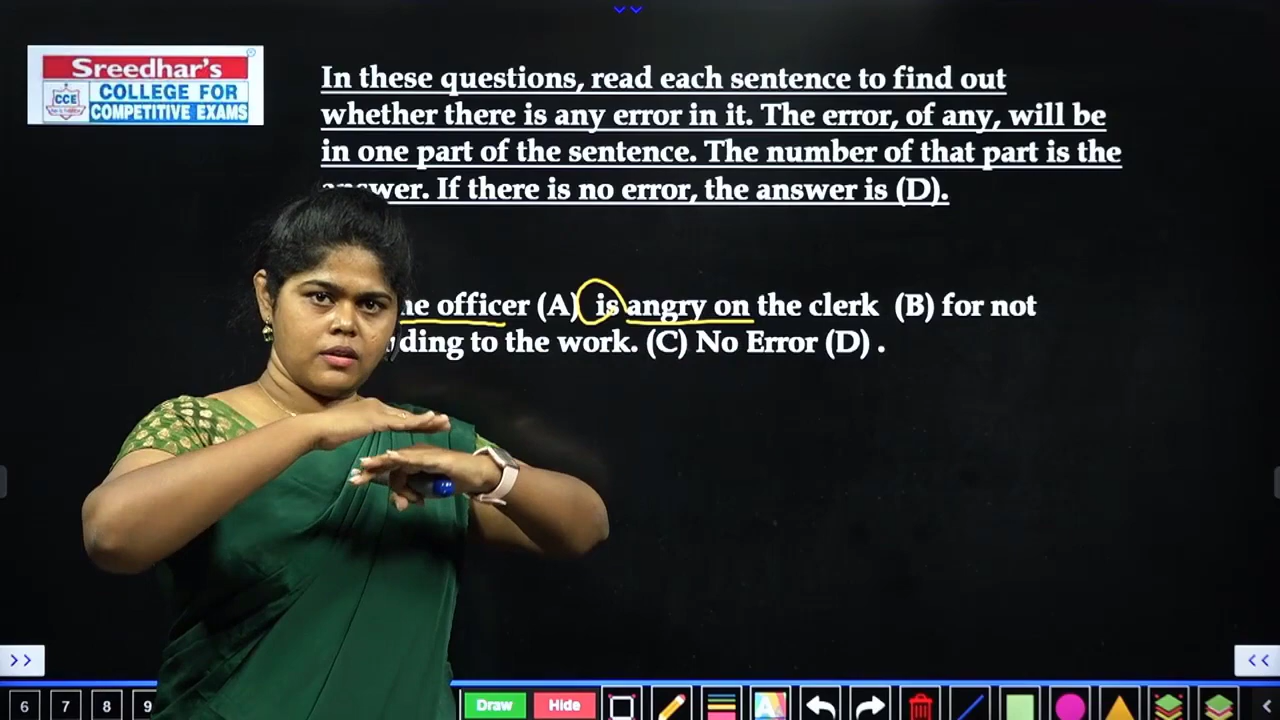 Sreedhar's
CCE
COLLEGE FOR
COMPETITIVE EXAMS
In these questions, read each sentence to find out
whether there is any error in it. The error, of any, will be
in one part of the sentence. The number of that part is the
answer. If there is no error, the answer is (D).
officer (A) is angry on the clerk (B) for not
to the work. (C) No Error (D) .
>>
<<
6
7
8
9
Draw
Hide
A
<